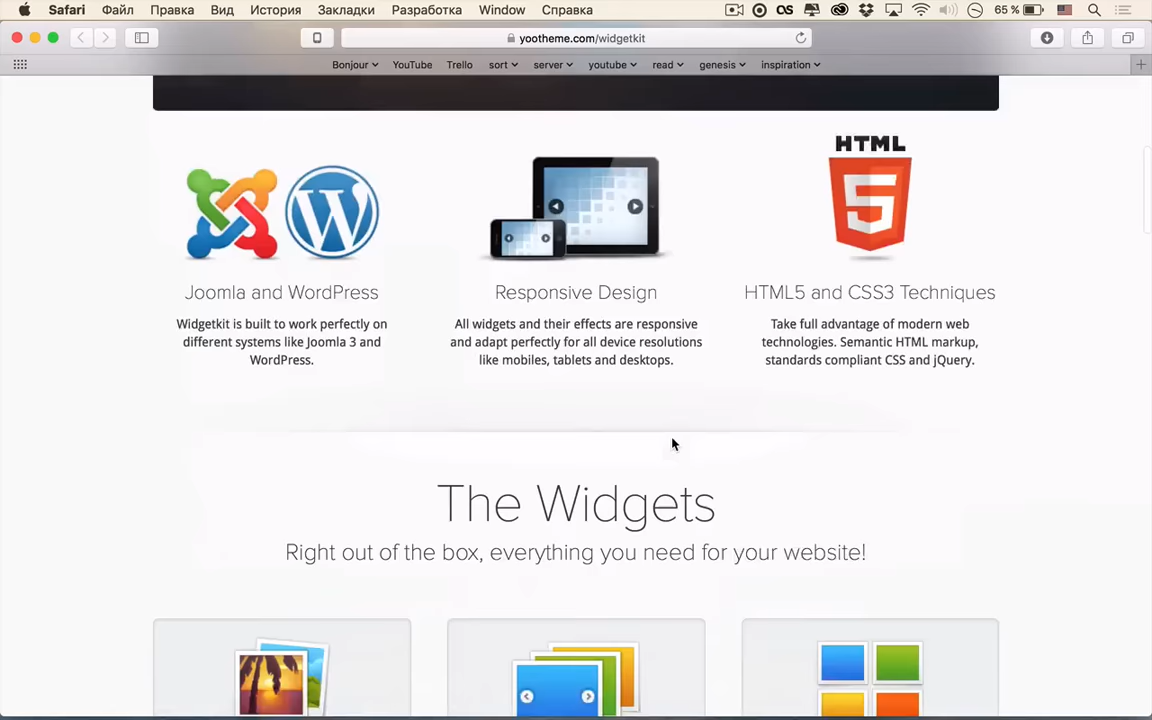 Safari Файл Правка Вид История Закладки Разработка Window Справка 65 %
yootheme.com/widgetkit
Bonjour YouTube Trello sort server youtube read genesis inspiration
HTML
5
Joomla and WordPress
Widgetkit is built to work perfectly on
different systems like Joomla 3 and
WordPress.
Responsive Design
All widgets and their effects are responsive
and adapt perfectly for all device resolutions
like mobiles, tablets and desktops.
HTML5 and CSS3 Techniques
Take full advantage of modern web
technologies. Semantic HTML markup,
standards compliant CSS and jQuery.
The Widgets
Right out of the box, everything you need for your website!